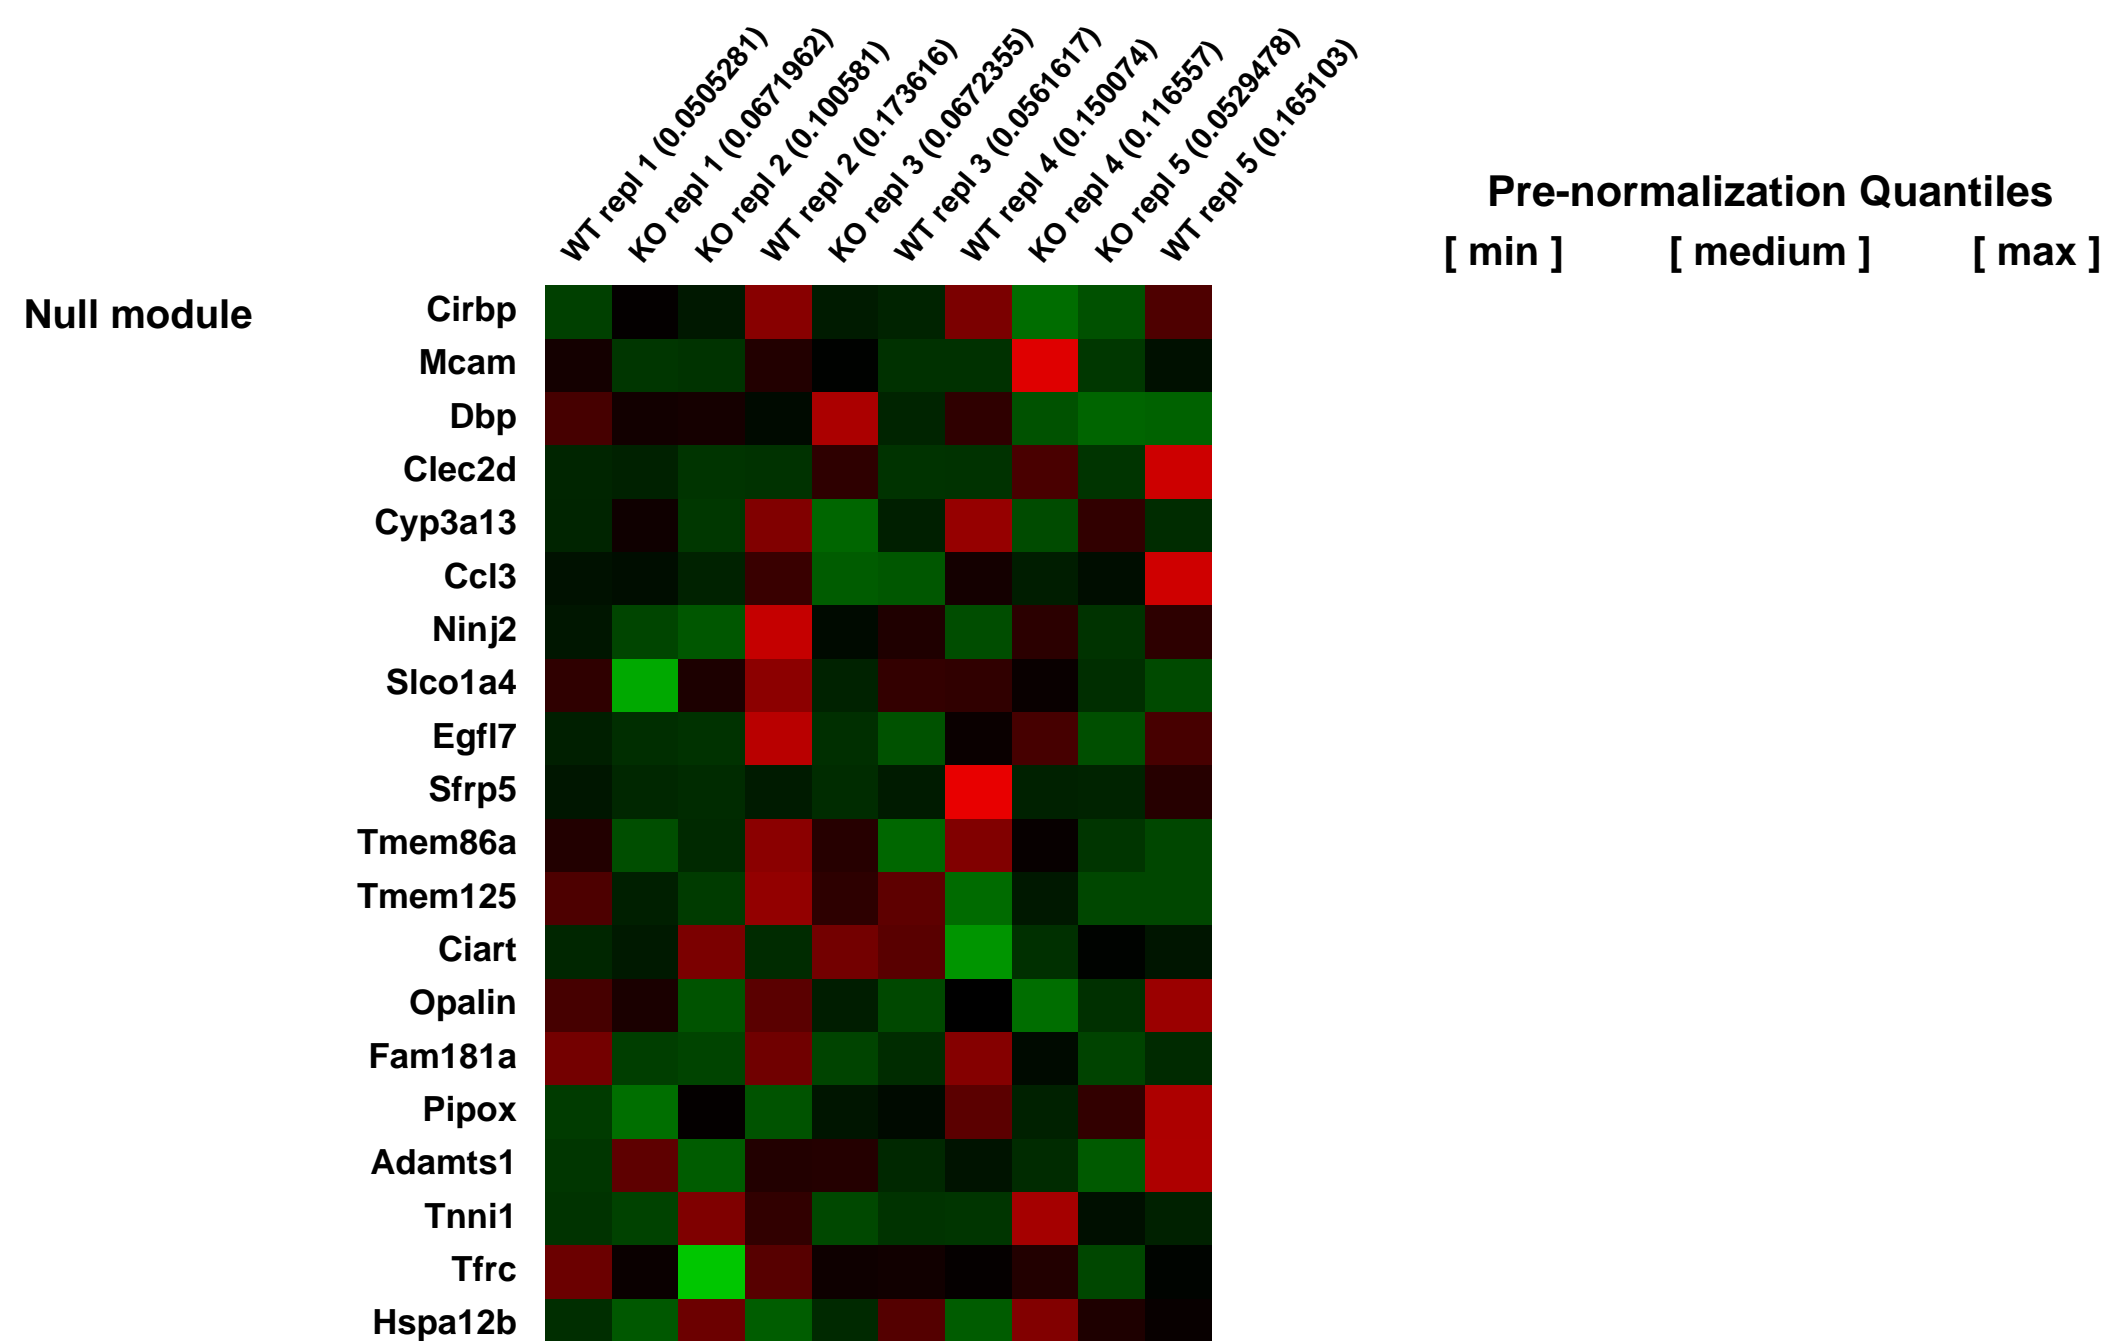 WT repl 1 (0.0505281)
KO repl 1 (0.0671962)
KO repl 2 (0.100581)
WT repl 2 (0.173616)
KO repl 3 (0.0672355)
WT repl 3 (0.0561617)
WT repl 4 (0.150074)
KO repl 4 (0.116557)
KO repl 5 (0.0529478)
WT repl 5 (0.165103)
Pre-normalization Quantiles
[ min ] [ medium ] [ max ]
Null module
Cirbp
Mcam
Dbp
Clec2d
Cyp3a13
Ccl3
Ninj2
Slco1a4
Egfl7
Sfrp5
Tmem86a
Tmem125
Ciart
Opalin
Fam181a
Pipox
Adamts1
Tnni1
Tfrc
Hspa12b